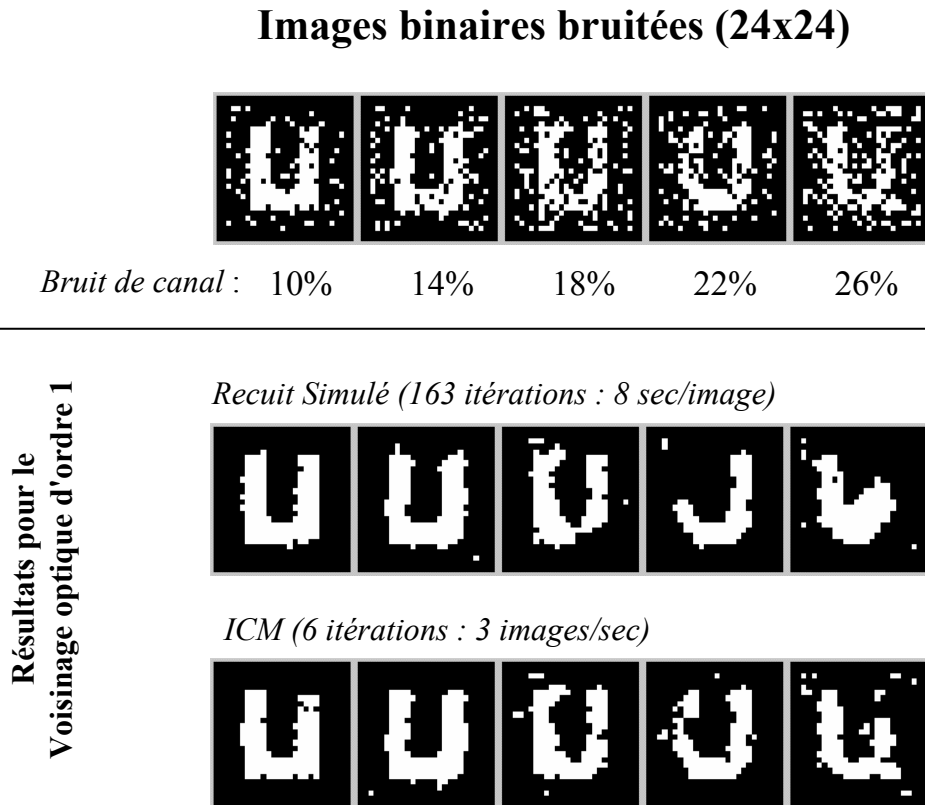 Images binaires bruitées (24x24)
Bruit de canal : 10% 14% 18% 22% 26%
Résultats pour le
Voisinage optique d'ordre 1
Recuit Simulé (163 itérations : 8 sec/image)
ICM (6 itérations : 3 images/sec)